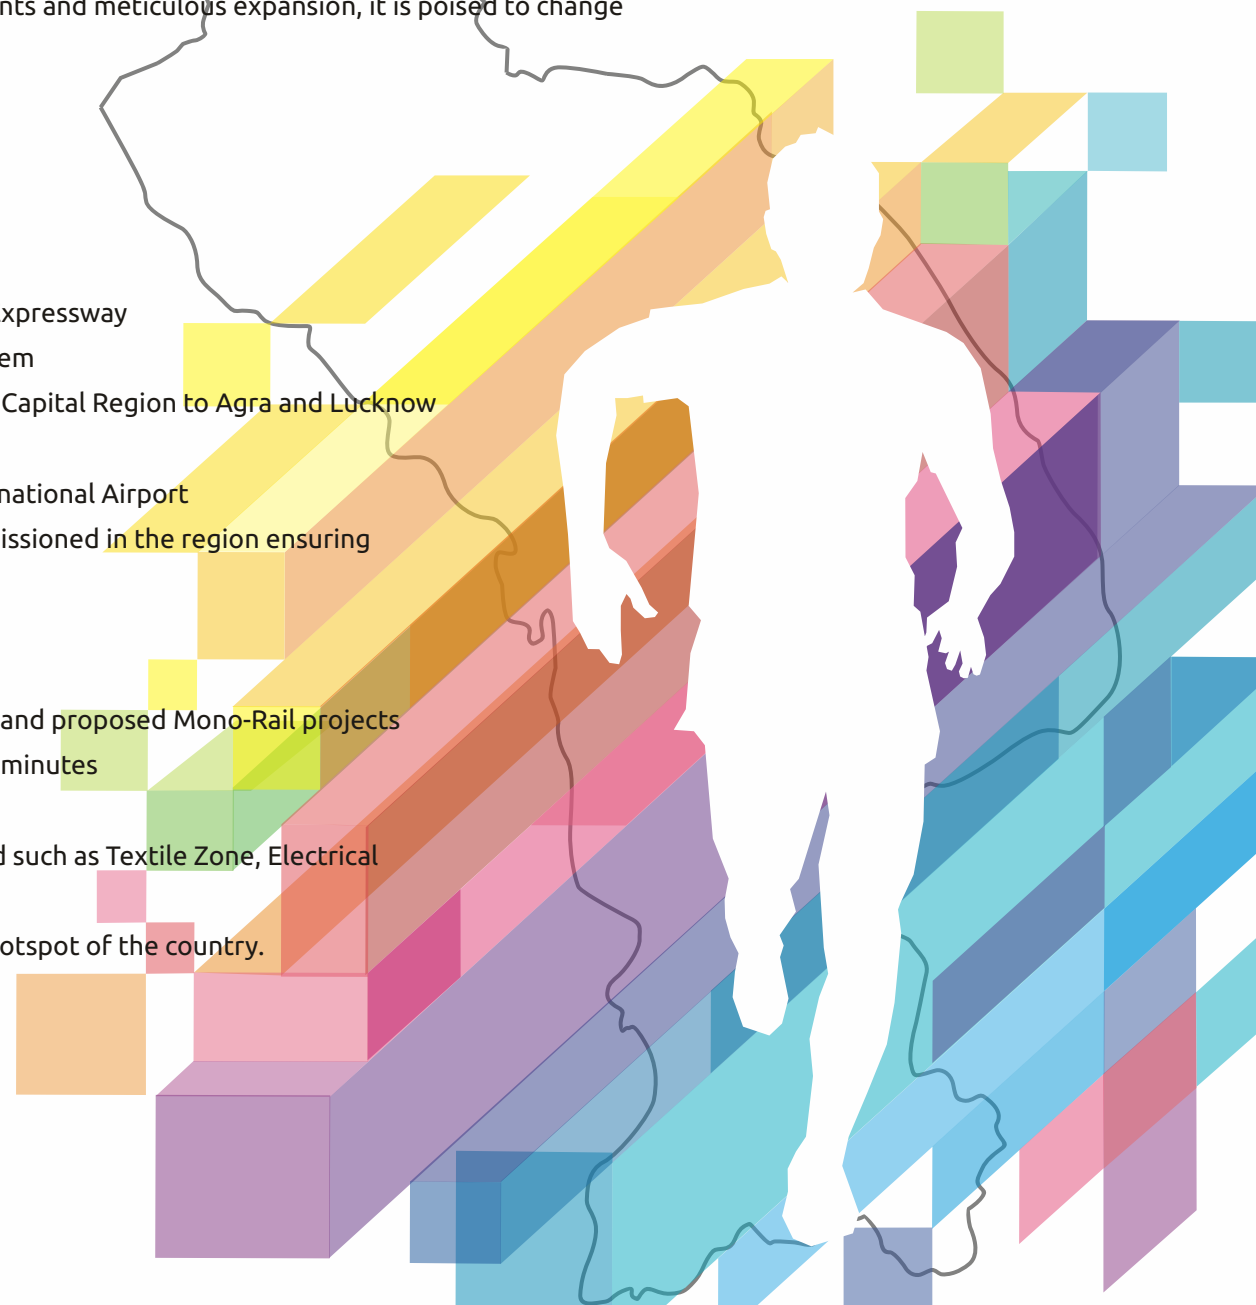 nts and meticulous expansion, it is poised to change
xpressway
em
Capital Region to Agra and Lucknow
national Airport
issioned in the region ensuring
and proposed Mono-Rail projects
minutes
d such as Textile Zone, Electrical
otspot of the country.